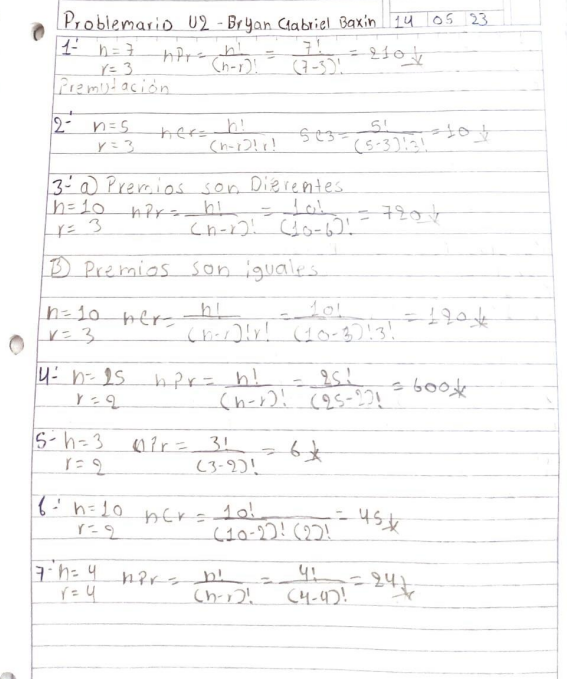 Problemario U2 - Bryan Gabriel Baxin 14 05 23
1- n=7 nPr = n!/(n-r)! = 7!/(7-3)! = 210
r=3
Premutación
2- n=5 nCr = n!/(n-r)!r! 5C3 = 5!/(5-3)!3! = 10
r=3
3- a) Premios son Diferentes
n=10 nPr = n!/(n-r)! = 10!/(10-6)! = 720
r=3
B) Premios son iguales
n=10 nCr = n!/(n-r)!r! = 10!/(10-3)!3! = 120
r=3
4- n=25 nPr = n!/(n-r)! = 25!/(25-2)! = 600
r=2
5- n=3 nPr = 3!/(3-2)! = 6
r=2
6- n=10 nCr = 10!/(10-2)!(2)! = 45
r=2
7- n=4 nPr = n!/(n-r)! = 4!/(4-4)! = 24
r=4